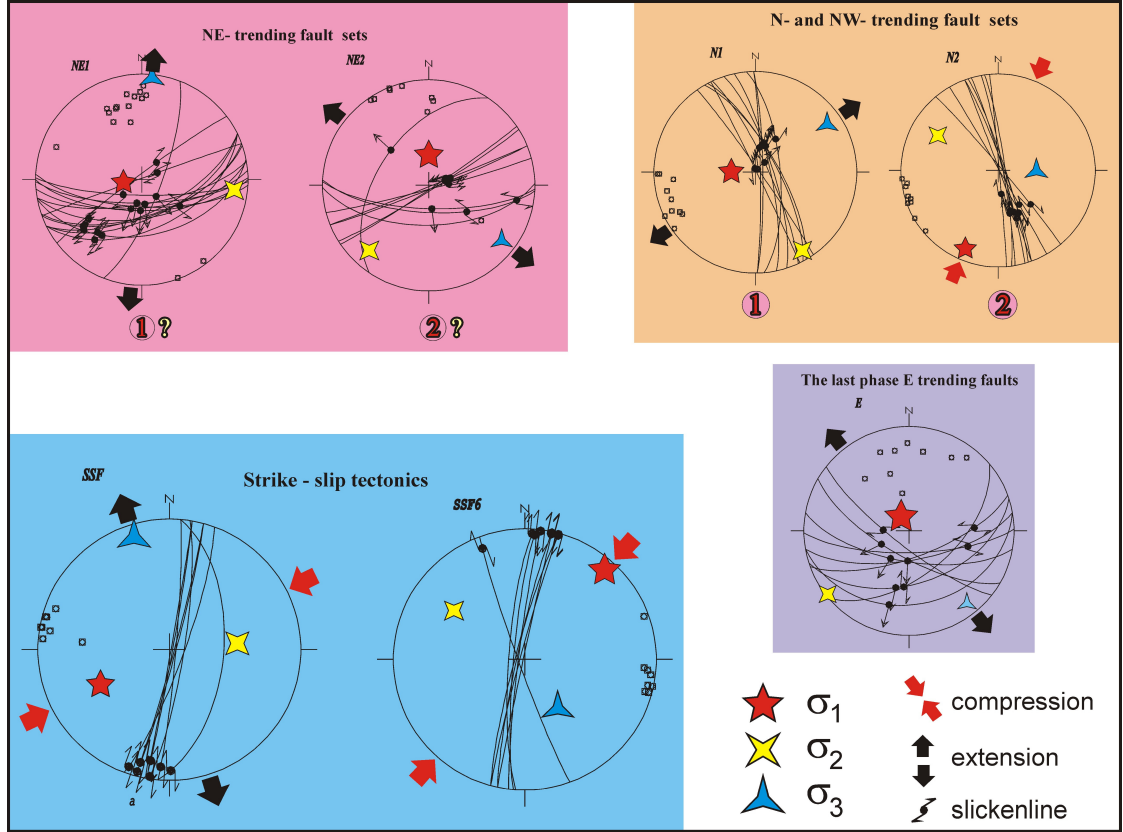 NE- trending fault sets
NE1
N
NE2
N
1 ?
2 ?
N- and NW- trending fault sets
N1
N
N2
N
1
2
The last phase E trending faults
E
N
Strike - slip tectonics
SSF
N
a
SSF6
N
σ1
σ2
σ3
compression
extension
slickenline